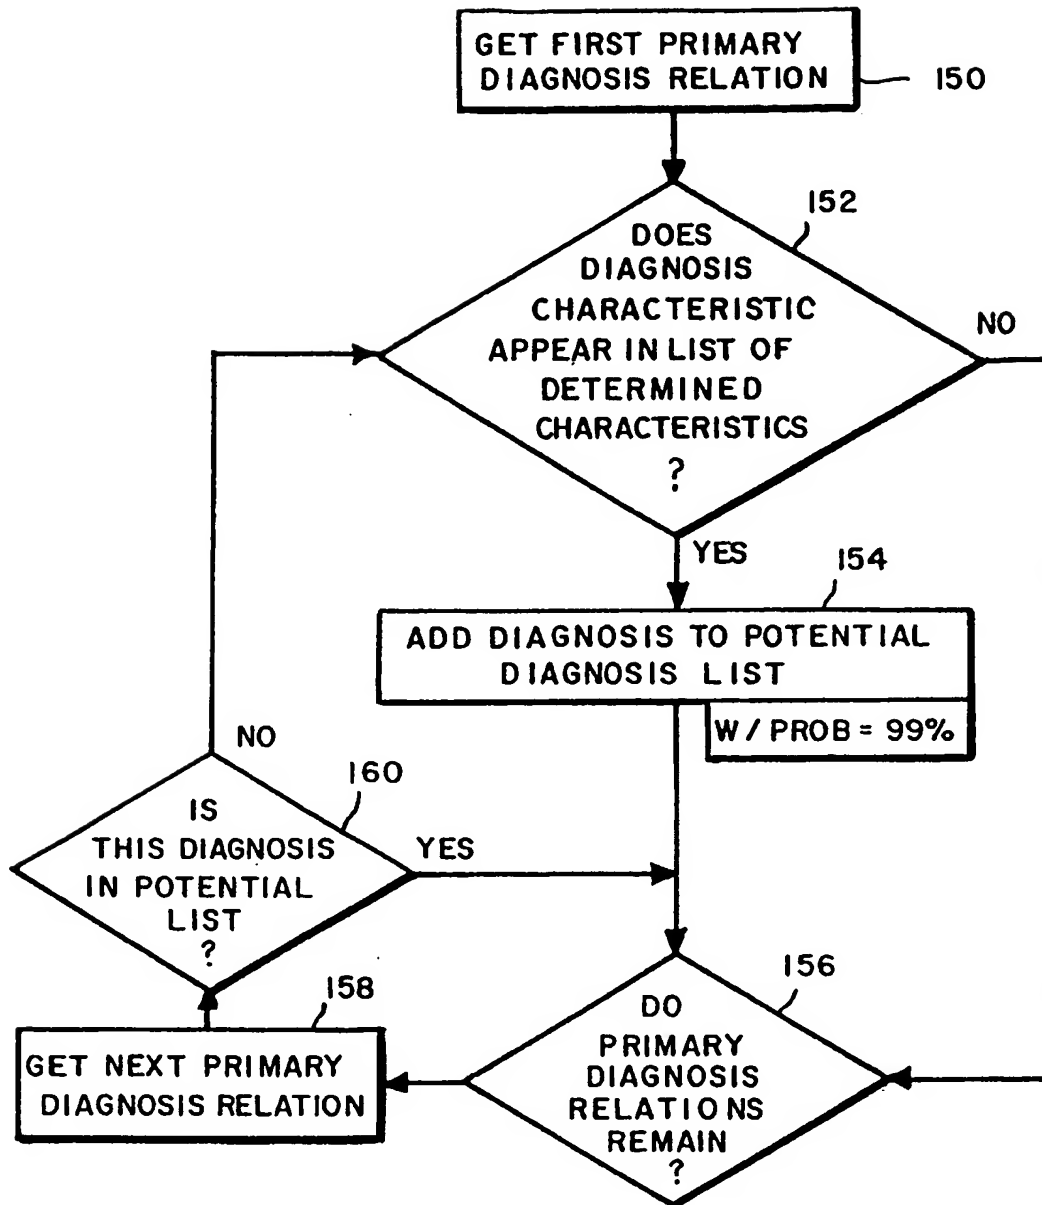 GET FIRST PRIMARY
DIAGNOSIS RELATION
150
152
DOES
DIAGNOSIS
CHARACTERISTIC
APPEAR IN LIST OF
DETERMINED
CHARACTERISTICS
?
NO
YES
154
ADD DIAGNOSIS TO POTENTIAL
DIAGNOSIS LIST
W/PROB = 99%
NO
160
IS
THIS DIAGNOSIS
IN POTENTIAL
LIST
?
YES
156
DO
PRIMARY
DIAGNOSIS
RELATIONS
REMAIN
?
158
GET NEXT PRIMARY
DIAGNOSIS RELATION